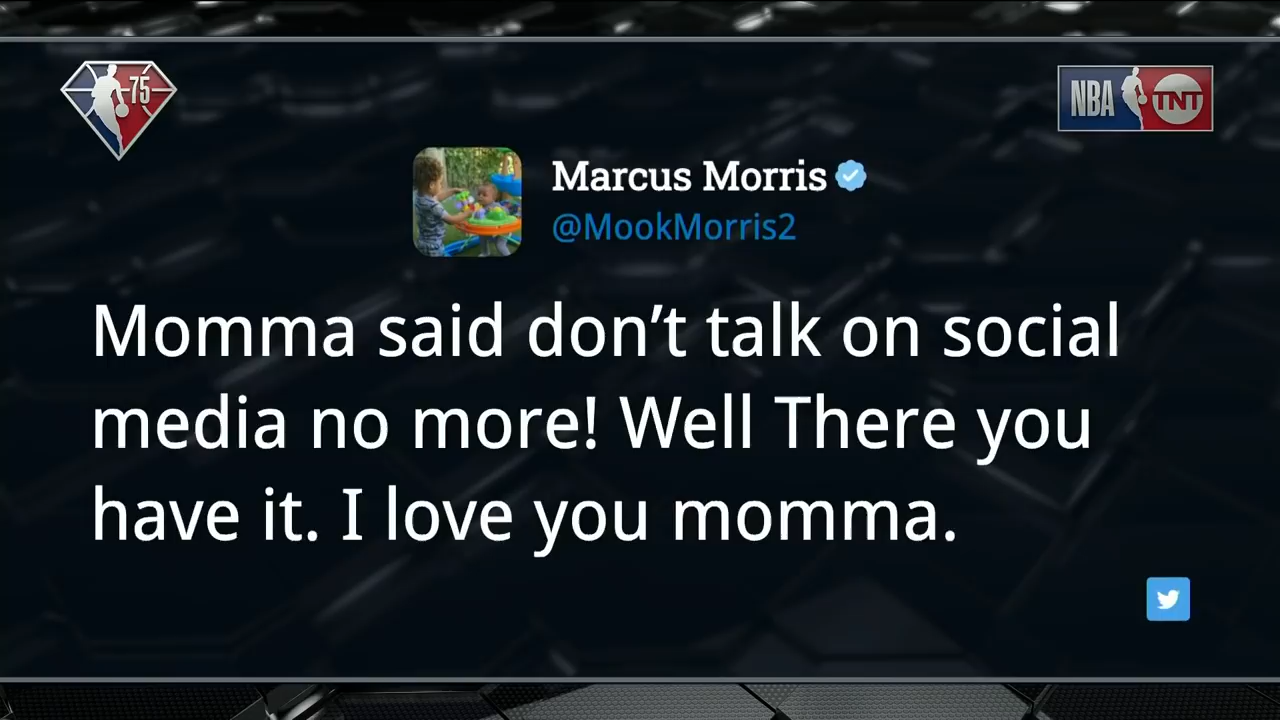 75
NBA TNT
Marcus Morris
@MookMorris2
Momma said don’t talk on social
media no more! Well There you
have it. I love you momma.